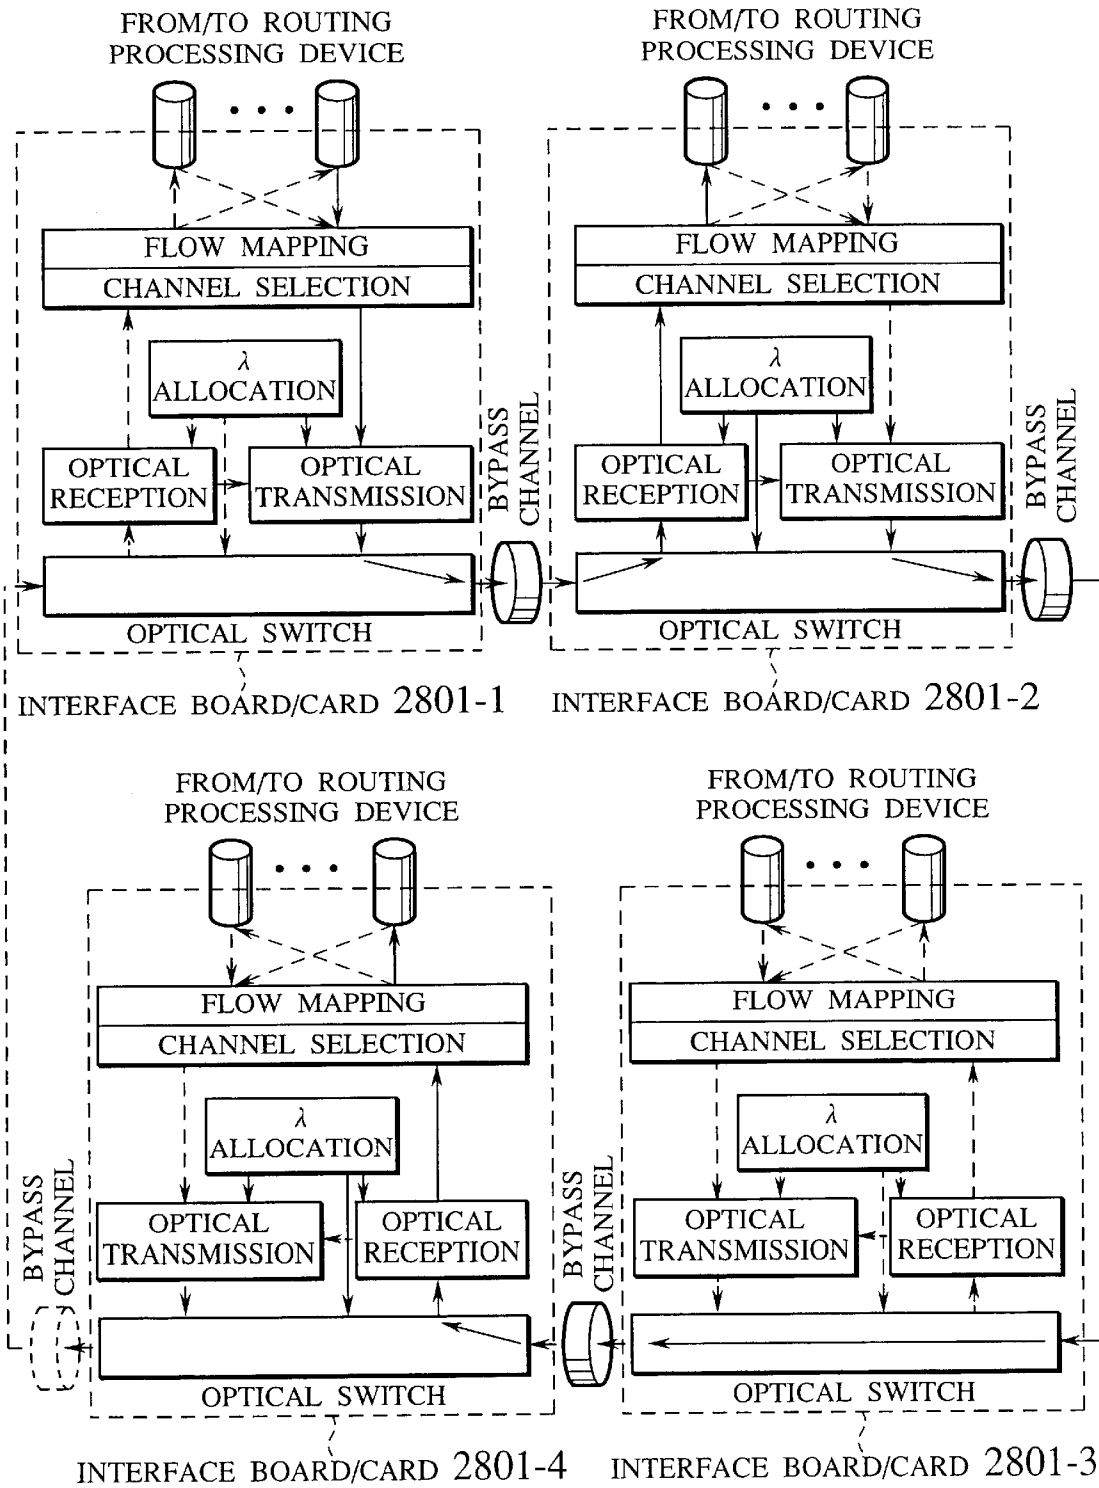 FROM/TO ROUTING
PROCESSING DEVICE
FLOW MAPPING
CHANNEL SELECTION
λ
ALLOCATION
OPTICAL
RECEPTION
OPTICAL
TRANSMISSION
OPTICAL SWITCH
BYPASS
CHANNEL
INTERFACE BOARD/CARD 2801-1
FROM/TO ROUTING
PROCESSING DEVICE
FLOW MAPPING
CHANNEL SELECTION
λ
ALLOCATION
OPTICAL
RECEPTION
OPTICAL
TRANSMISSION
OPTICAL SWITCH
BYPASS
CHANNEL
INTERFACE BOARD/CARD 2801-2
FROM/TO ROUTING
PROCESSING DEVICE
FLOW MAPPING
CHANNEL SELECTION
λ
ALLOCATION
OPTICAL
TRANSMISSION
OPTICAL
RECEPTION
OPTICAL SWITCH
BYPASS
CHANNEL
INTERFACE BOARD/CARD 2801-4
FROM/TO ROUTING
PROCESSING DEVICE
FLOW MAPPING
CHANNEL SELECTION
λ
ALLOCATION
OPTICAL
TRANSMISSION
OPTICAL
RECEPTION
OPTICAL SWITCH
BYPASS
CHANNEL
INTERFACE BOARD/CARD 2801-3